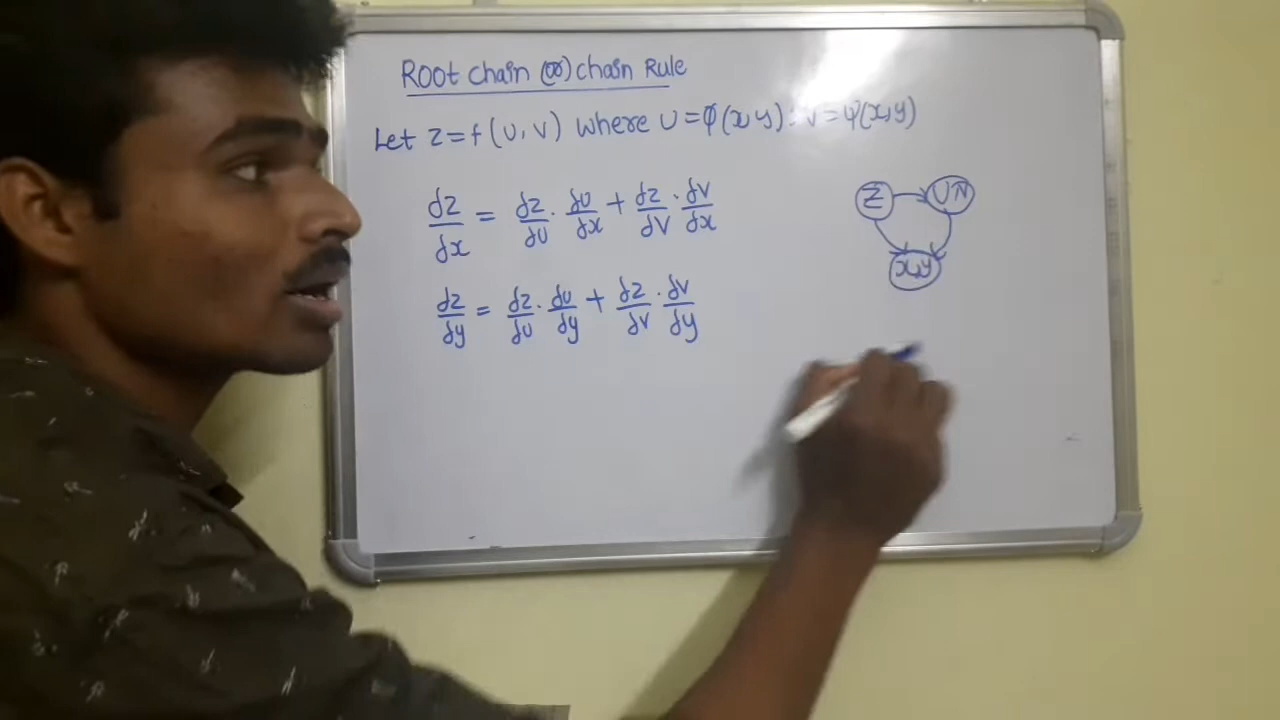 Root chain (or) chain Rule
Let z = f(u, v) where u = φ(x, y) ; v = ψ(x, y)
∂z/∂x = ∂z/∂u . ∂u/∂x + ∂z/∂v . ∂v/∂x
z → u,v
∂z/∂y = ∂z/∂u . ∂u/∂y + ∂z/∂v . ∂v/∂y
x,y